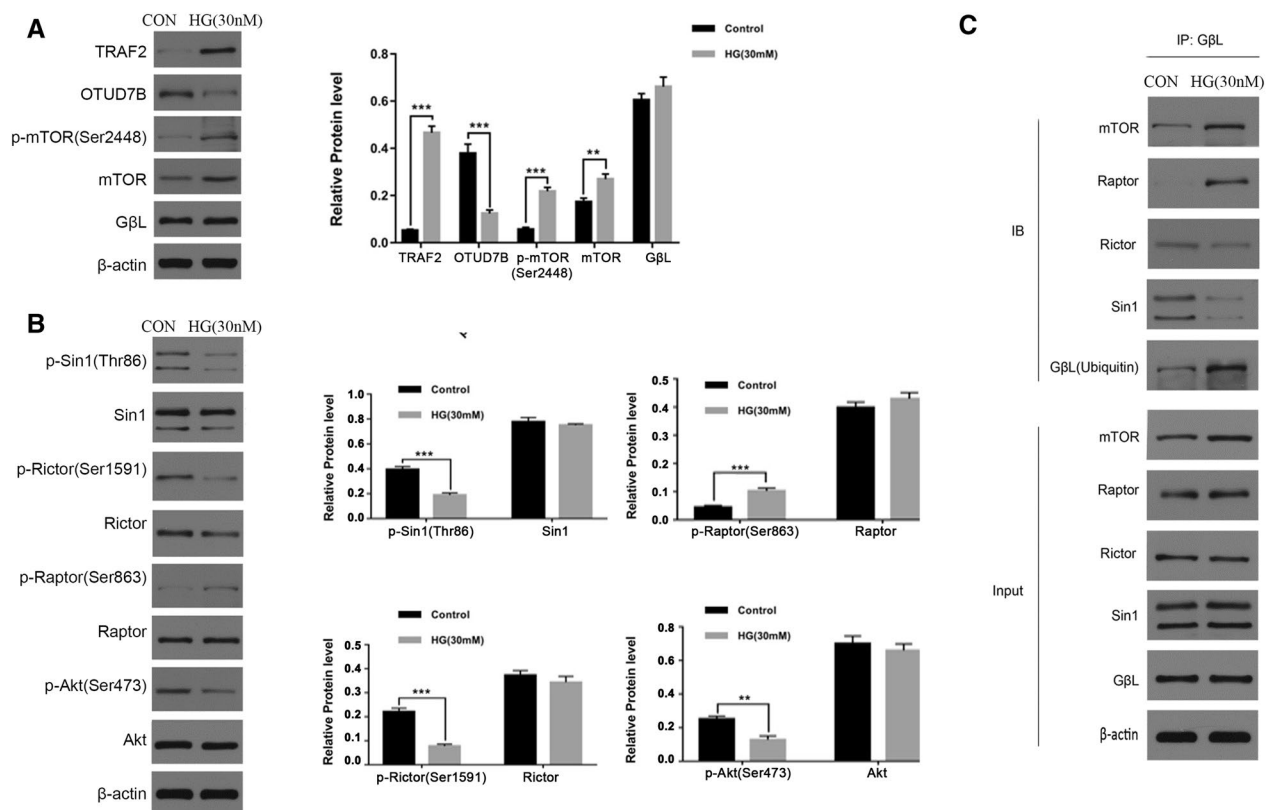 A
CON HG(30nM)
TRAF2
OTUD7B
p-mTOR(Ser2448)
mTOR
GβL
β-actin
Control
HG(30mM)
Relative Protein level
0.8
0.6
0.4
0.2
0.0
***
***
***
**
TRAF2 OTUD7B p-mTOR mTOR GβL
(Ser2448)
B
CON HG(30nM)
p-Sin1(Thr86)
Sin1
p-Rictor(Ser1591)
Rictor
p-Raptor(Ser863)
Raptor
p-Akt(Ser473)
Akt
β-actin
Control
HG(30mM)
Relative Protein level
1.0
0.8
0.6
0.4
0.2
0.0
***
p-Sin1(Thr86) Sin1
Control
HG(30mM)
Relative Protein level
0.5
0.4
0.3
0.2
0.1
0.0
***
p-Raptor(Ser863) Raptor
Control
HG(30mM)
Relative Protein level
0.5
0.4
0.3
0.2
0.1
0.0
***
p-Rictor(Ser1591) Rictor
Control
HG(30mM)
Relative Protein level
0.8
0.6
0.4
0.2
0.0
**
p-Akt(Ser473) Akt
C
IP: GβL
CON HG(30nM)
IB
mTOR
Raptor
Rictor
Sin1
GβL(Ubiquitin)
Input
mTOR
Raptor
Rictor
Sin1
GβL
β-actin